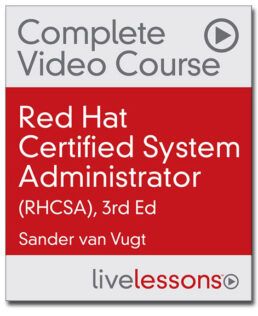 Complete
Video Course
Red Hat
Certified System
Administrator
(RHCSA), 3rd Ed
Sander van Vugt
livelessons